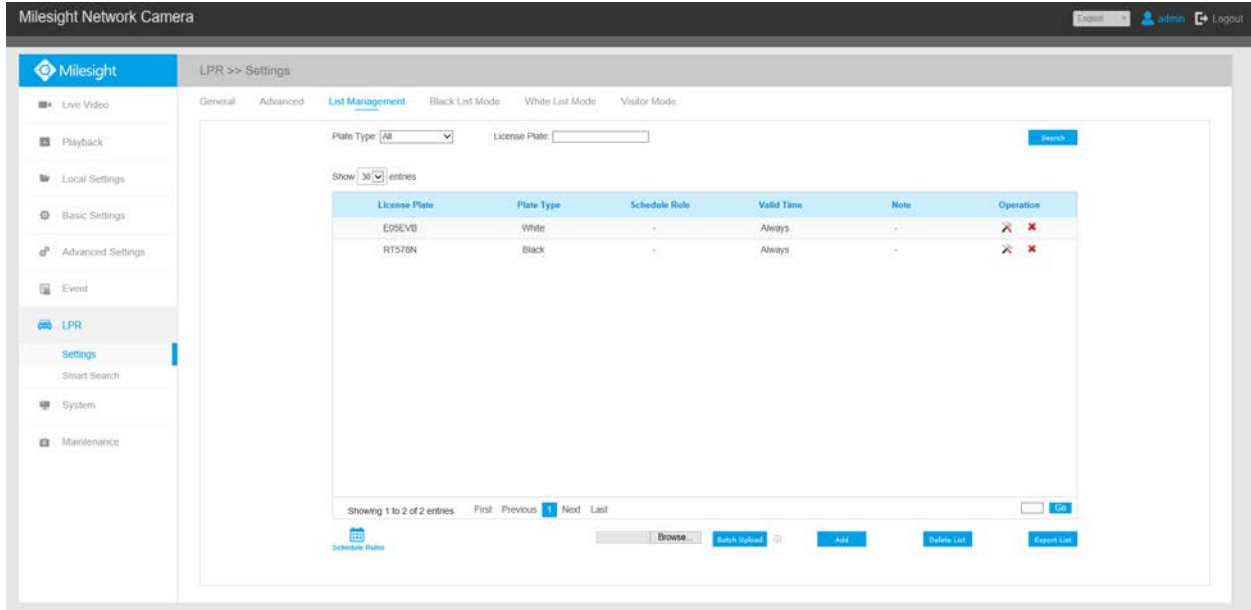 Milesight Network Camera English admin Logout
Milesight
LPR >> Settings
General Advanced List Management Black List Mode White List Mode Visitor Mode
Live Video
Playback
Local Settings
Basic Settings
Advanced Settings
Event
LPR
Settings
Smart Search
System
Maintenance
Plate Type: All License Plate: Search
Show 30 entries
License Plate Plate Type Schedule Rule Valid Time Note Operation
E05EVB White - Always -
RT578N Black - Always -
Showing 1 to 2 of 2 entries First Previous 1 Next Last Go
Schedule Rules Browse... Batch Upload Add Delete List Export List